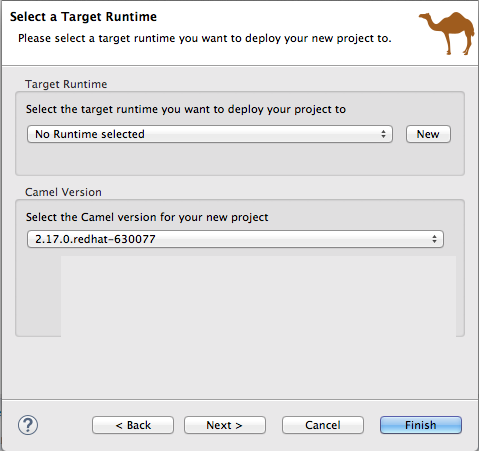 Select a Target Runtime
Please select a target runtime you want to deploy your new project to.
Target Runtime
Select the target runtime you want to deploy your project to
No Runtime selected
New
Camel Version
Select the Camel version for your new project
2.17.0.redhat-630077
?
< Back
Next >
Cancel
Finish